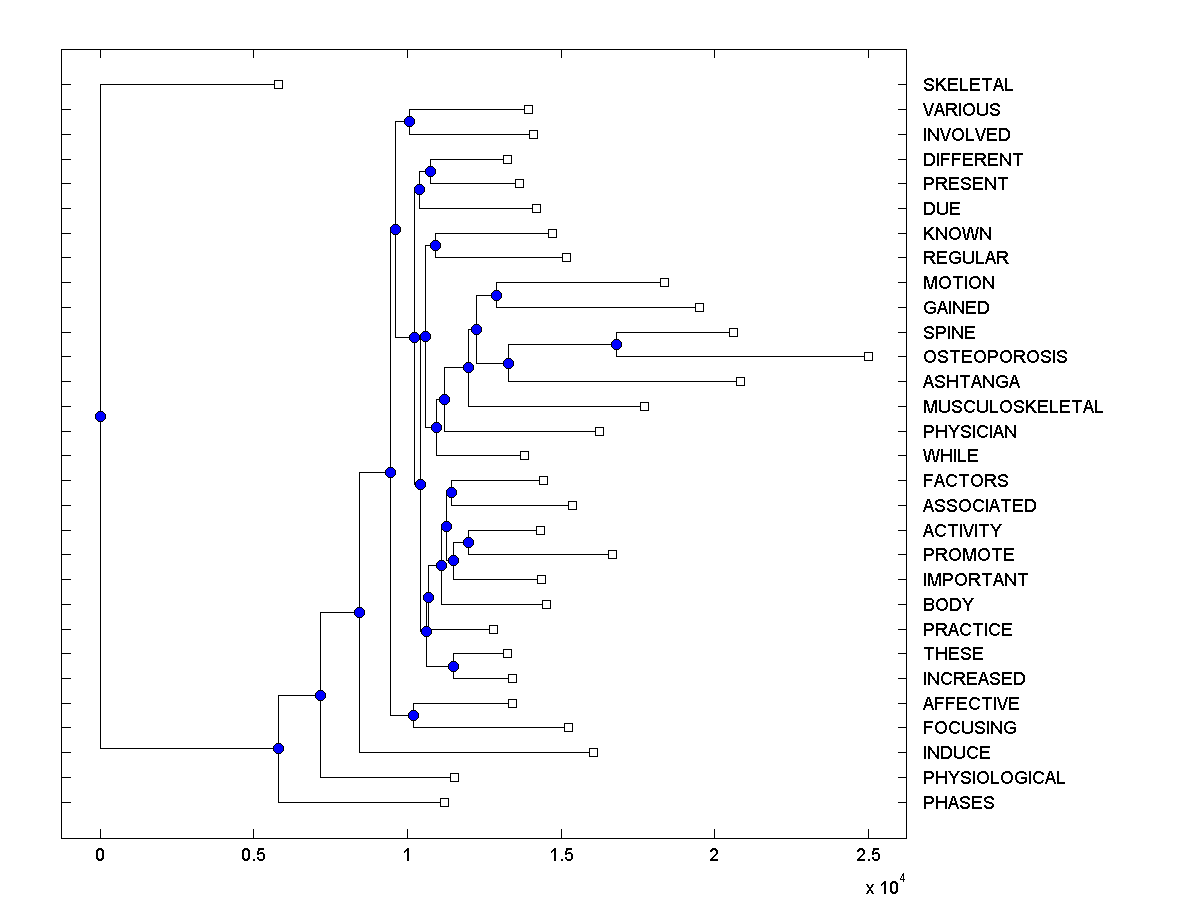 SKELETAL
VARIOUS
INVOLVED
DIFFERENT
PRESENT
DUE
KNOWN
REGULAR
MOTION
GAINED
SPINE
OSTEOPOROSIS
ASHTANGA
MUSCULOSKELETAL
PHYSICIAN
WHILE
FACTORS
ASSOCIATED
ACTIVITY
PROMOTE
IMPORTANT
BODY
PRACTICE
THESE
INCREASED
AFFECTIVE
FOCUSING
INDUCE
PHYSIOLOGICAL
PHASES
0 0.5 1 1.5 2 2.5
x 10^4